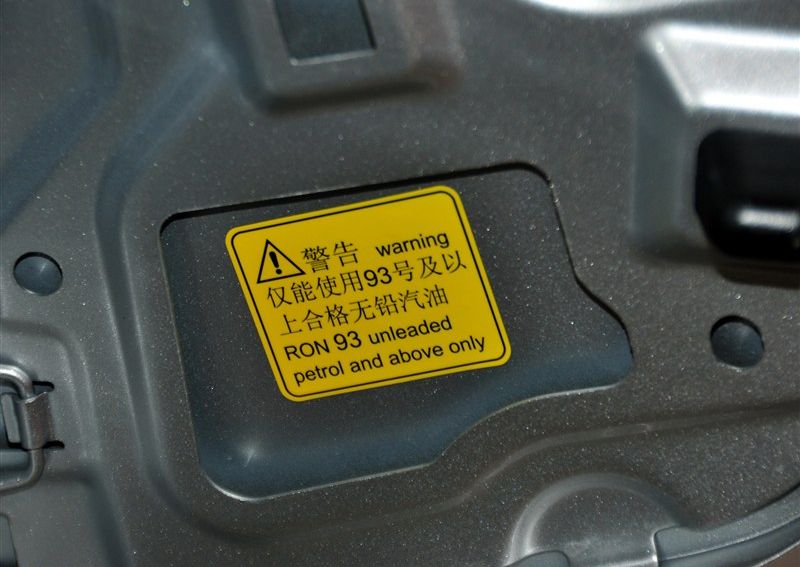 警告 warning
仅能使用93号及以
上合格无铅汽油
RON 93 unleaded
petrol and above only